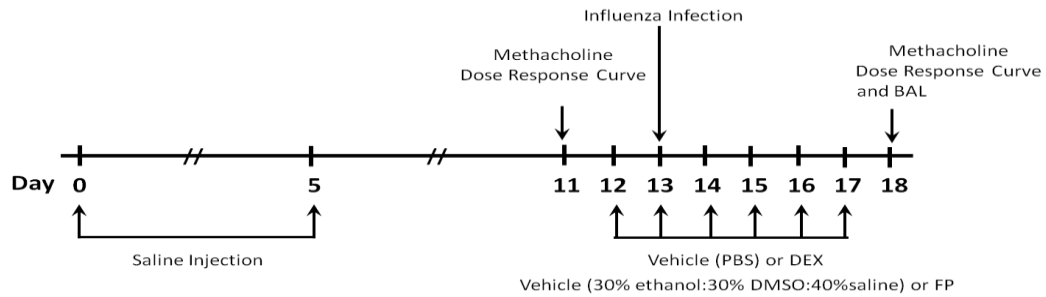 Influenza Infection
Methacholine
Dose Response Curve
Methacholine
Dose Response Curve
and BAL
Day 0 5 11 12 13 14 15 16 17 18
Saline Injection
Vehicle (PBS) or DEX
Vehicle (30% ethanol:30% DMSO:40%saline) or FP